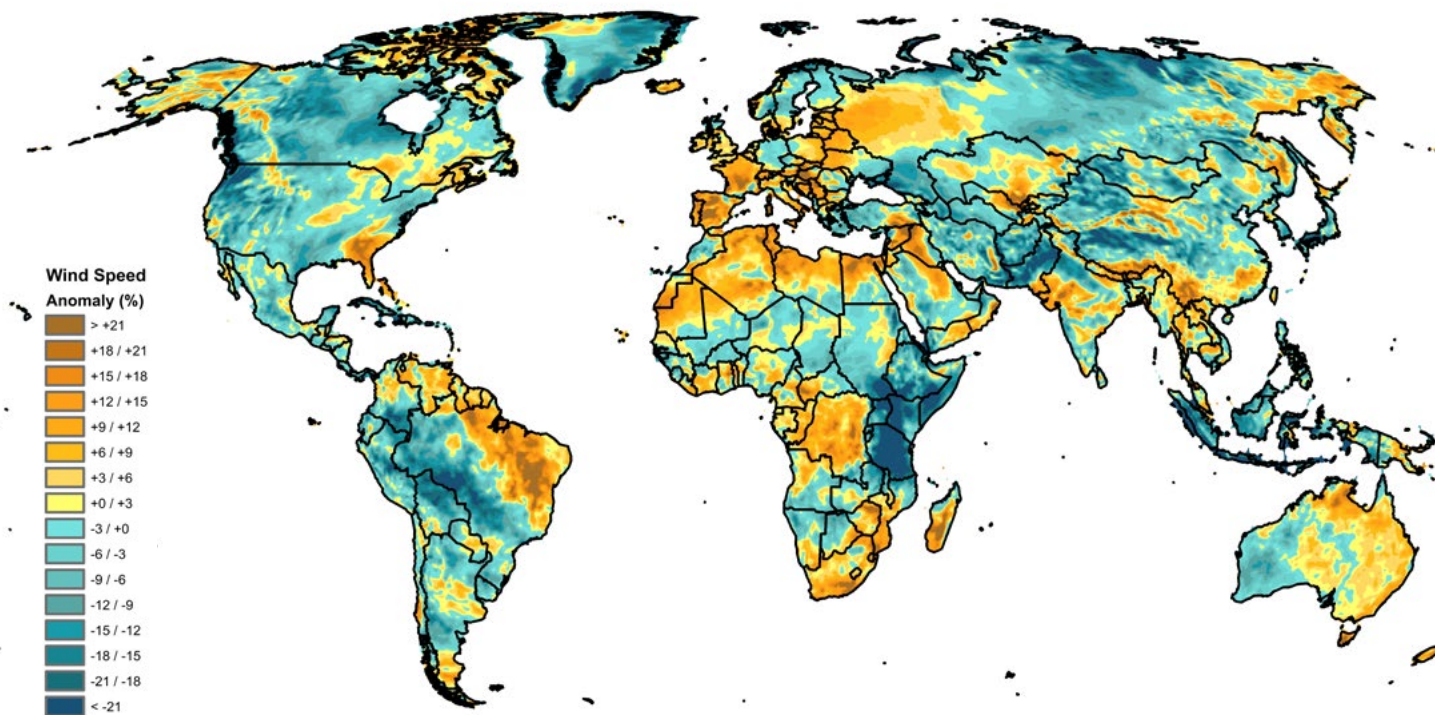 Wind Speed
Anomaly (%)
> +21
+18 / +21
+15 / +18
+12 / +15
+9 / +12
+6 / +9
+3 / +6
+0 / +3
-3 / +0
-6 / -3
-9 / -6
-12 / -9
-15 / -12
-18 / -15
-21 / -18
< -21